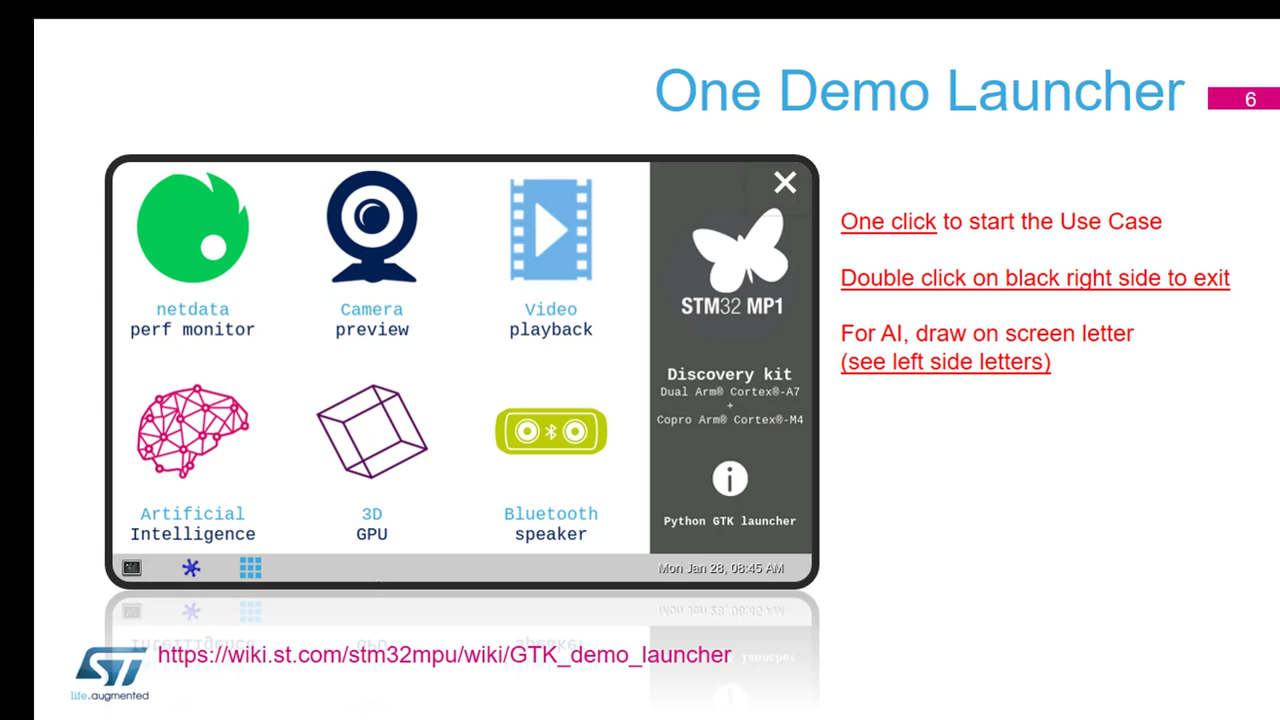 One Demo Launcher
6
netdata
perf monitor
Camera
preview
Video
playback
Artificial
Intelligence
3D
GPU
Bluetooth
speaker
STM32 MP1
Discovery kit
Dual Arm® Cortex®-A7
+
Copro Arm® Cortex®-M4
i
Python GTK launcher
Mon Jan 28, 08:45 AM
One click to start the Use Case
Double click on black right side to exit
For AI, draw on screen letter
(see left side letters)
https://wiki.st.com/stm32mpu/wiki/GTK_demo_launcher
ST
life.augmented